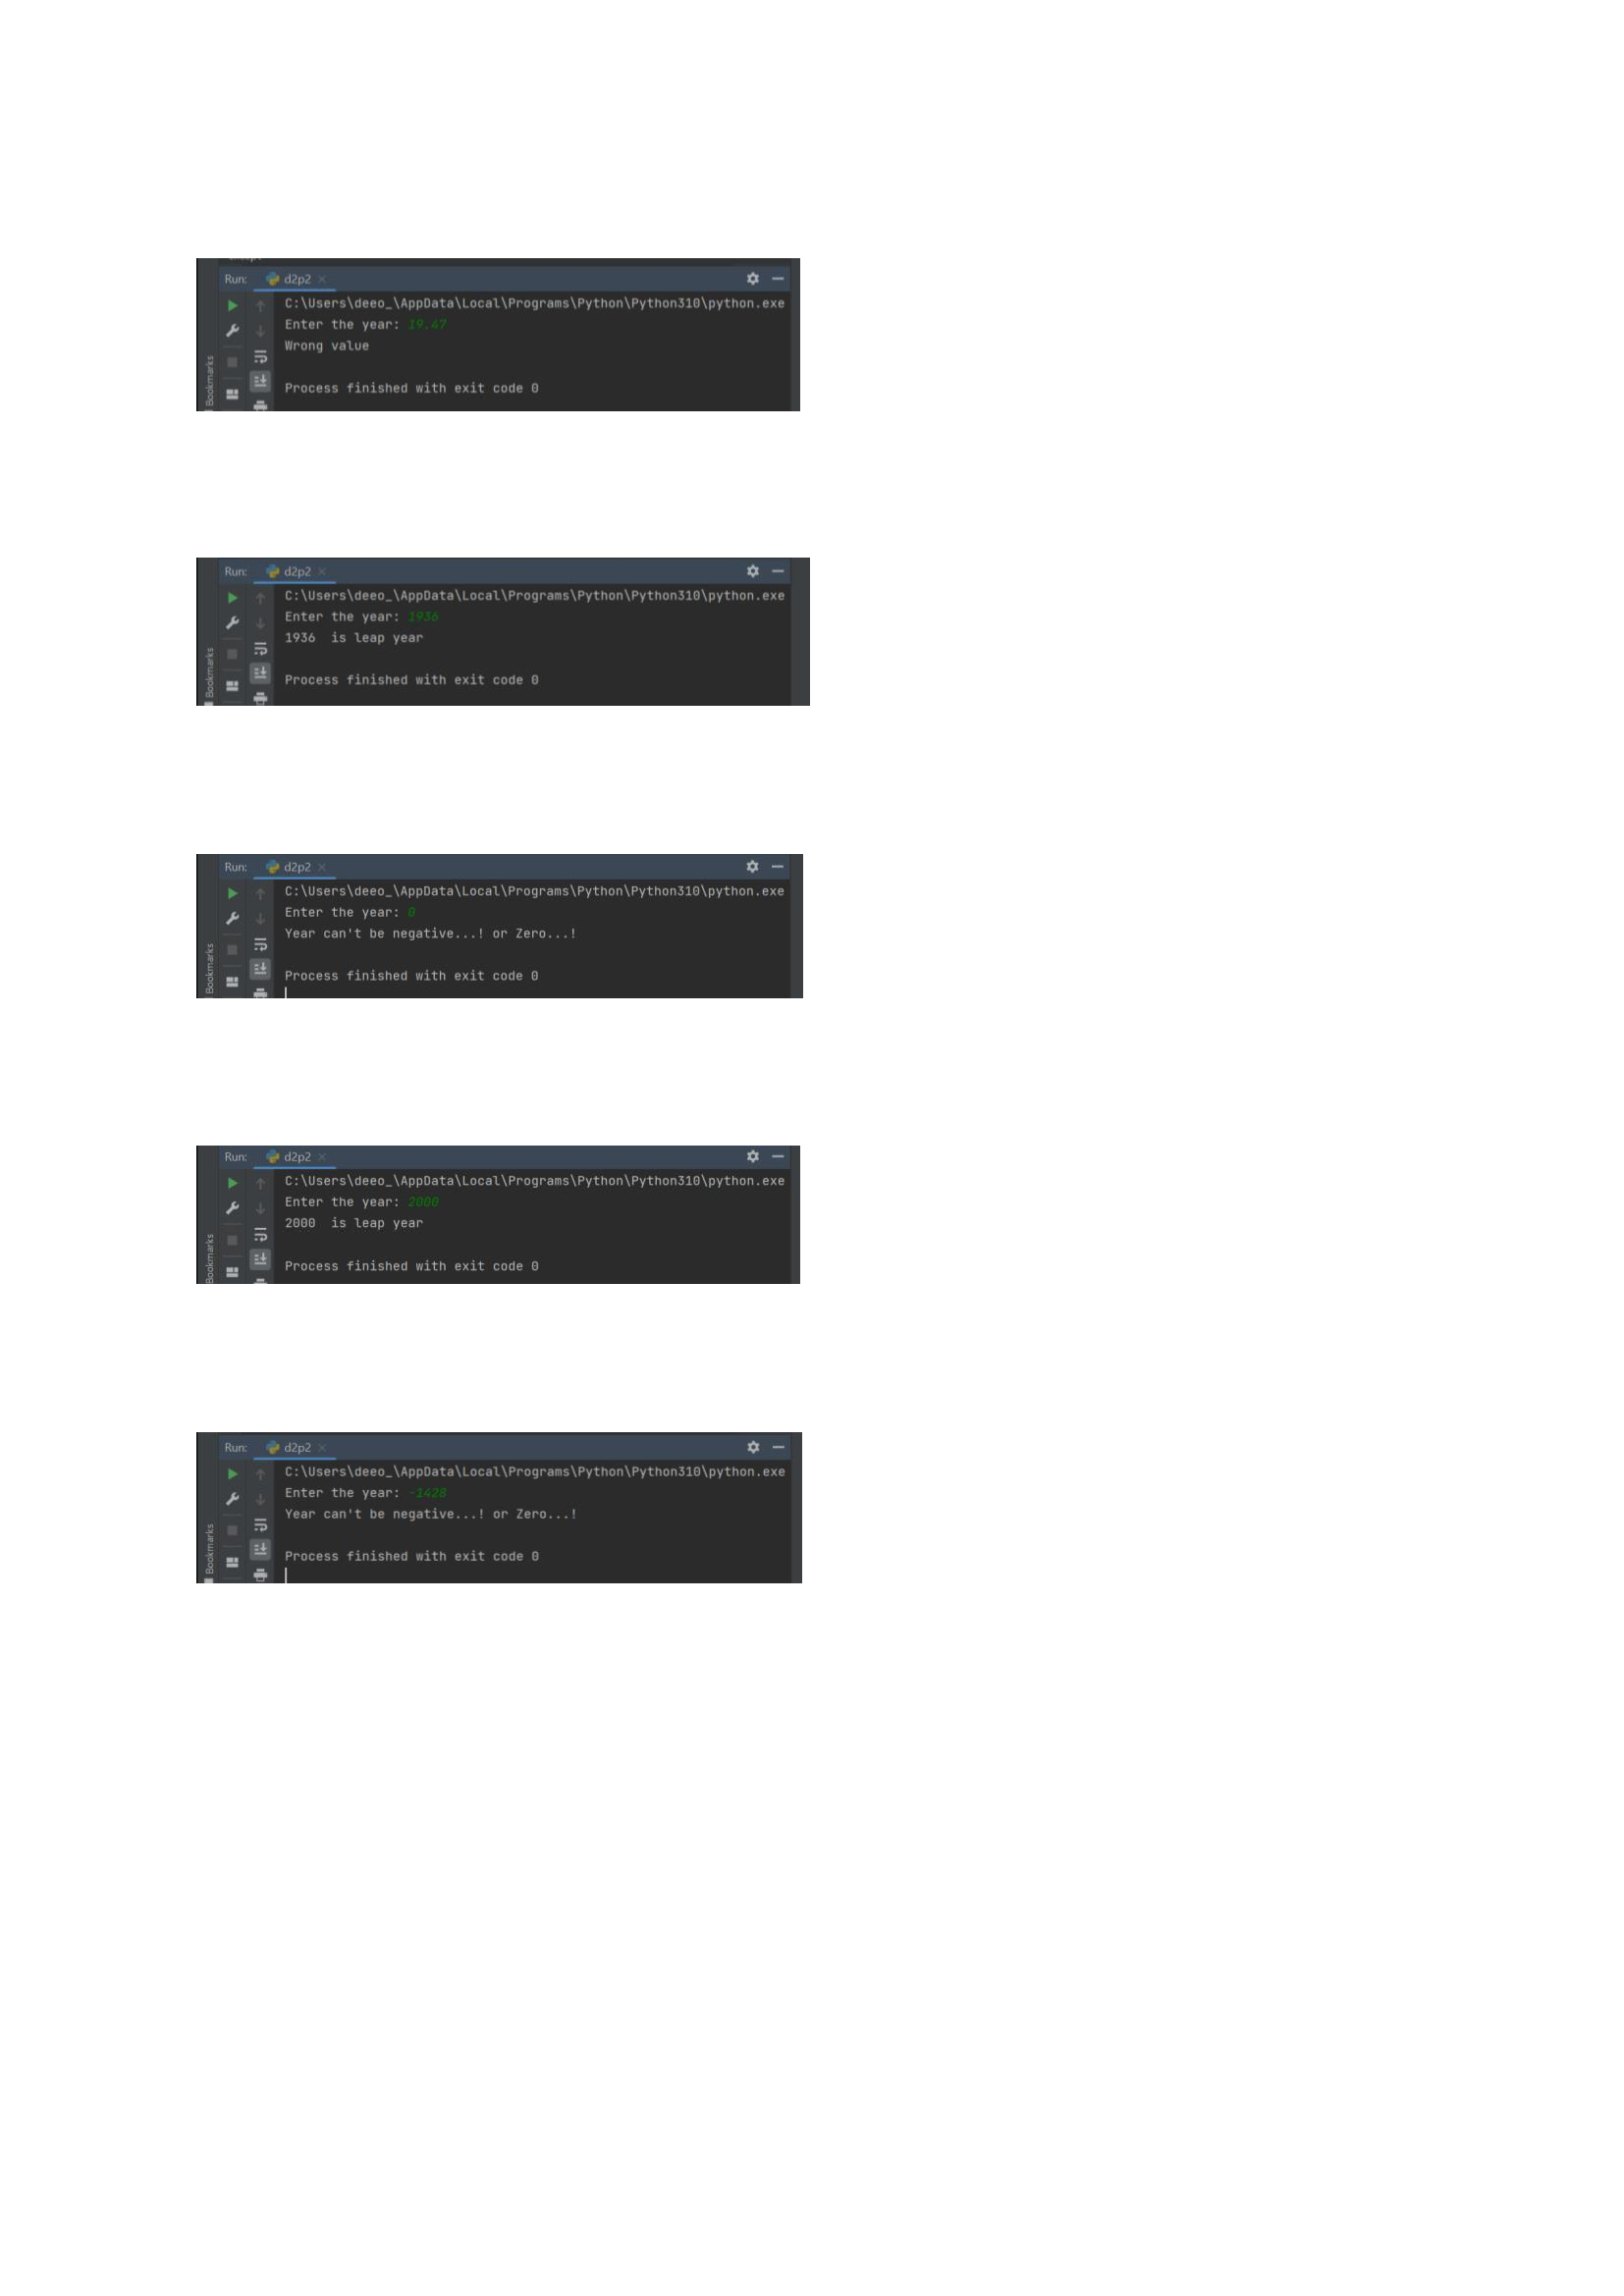 Run: d2p2
C:\Users\deeo_\AppData\Local\Programs\Python\Python310\python.exe
Enter the year: 19.47
Wrong value
Process finished with exit code 0
Bookmarks
Run: d2p2
C:\Users\deeo_\AppData\Local\Programs\Python\Python310\python.exe
Enter the year: 1936
1936  is leap year
Process finished with exit code 0
Bookmarks
Run: d2p2
C:\Users\deeo_\AppData\Local\Programs\Python\Python310\python.exe
Enter the year: 0
Year can't be negative...! or Zero...!
Process finished with exit code 0
Bookmarks
Run: d2p2
C:\Users\deeo_\AppData\Local\Programs\Python\Python310\python.exe
Enter the year: 2000
2000  is leap year
Process finished with exit code 0
Bookmarks
Run: d2p2
C:\Users\deeo_\AppData\Local\Programs\Python\Python310\python.exe
Enter the year: -1428
Year can't be negative...! or Zero...!
Process finished with exit code 0
Bookmarks